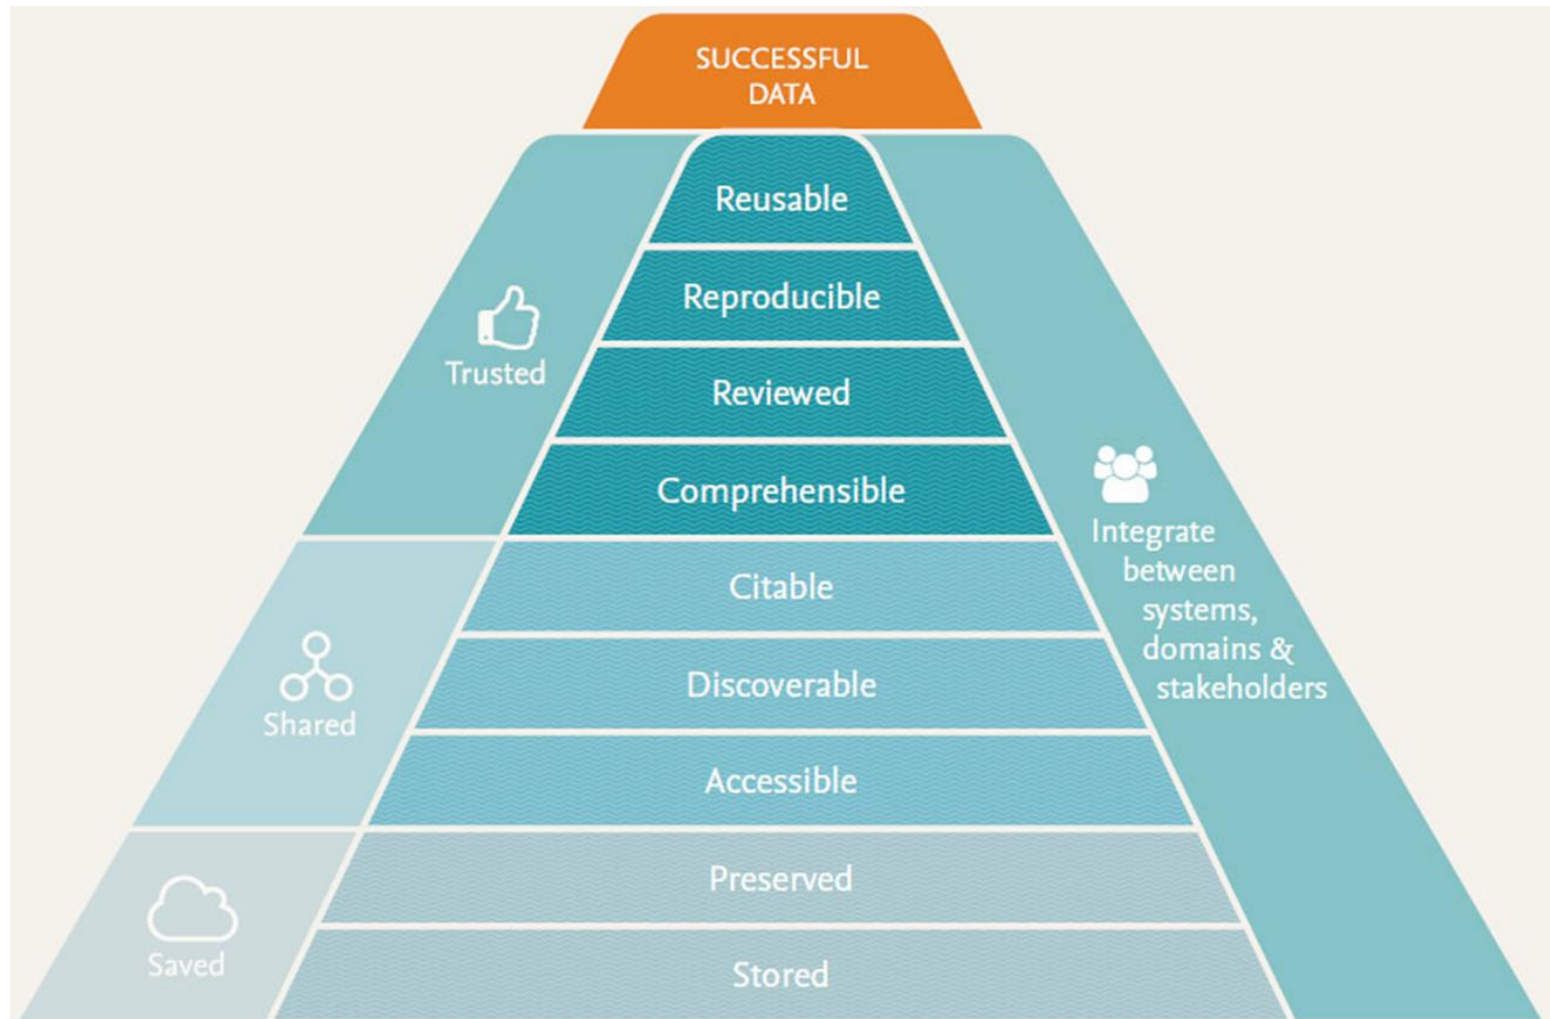 SUCCESSFUL
DATA
Reusable
Reproducible
Reviewed
Comprehensible
Citable
Discoverable
Accessible
Preserved
Stored
Trusted
Shared
Saved
Integrate
between
systems,
domains &
stakeholders